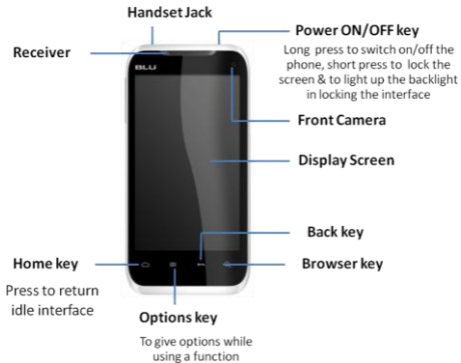 Handset Jack
Power ON/OFF key
Long press to switch on/off the
phone, short press to lock the
screen & to light up the backlight
in locking the interface
Receiver
BLU
Front Camera
Display Screen
Back key
Home key
Browser key
Press to return
idle interface
Options key
To give options while
using a function